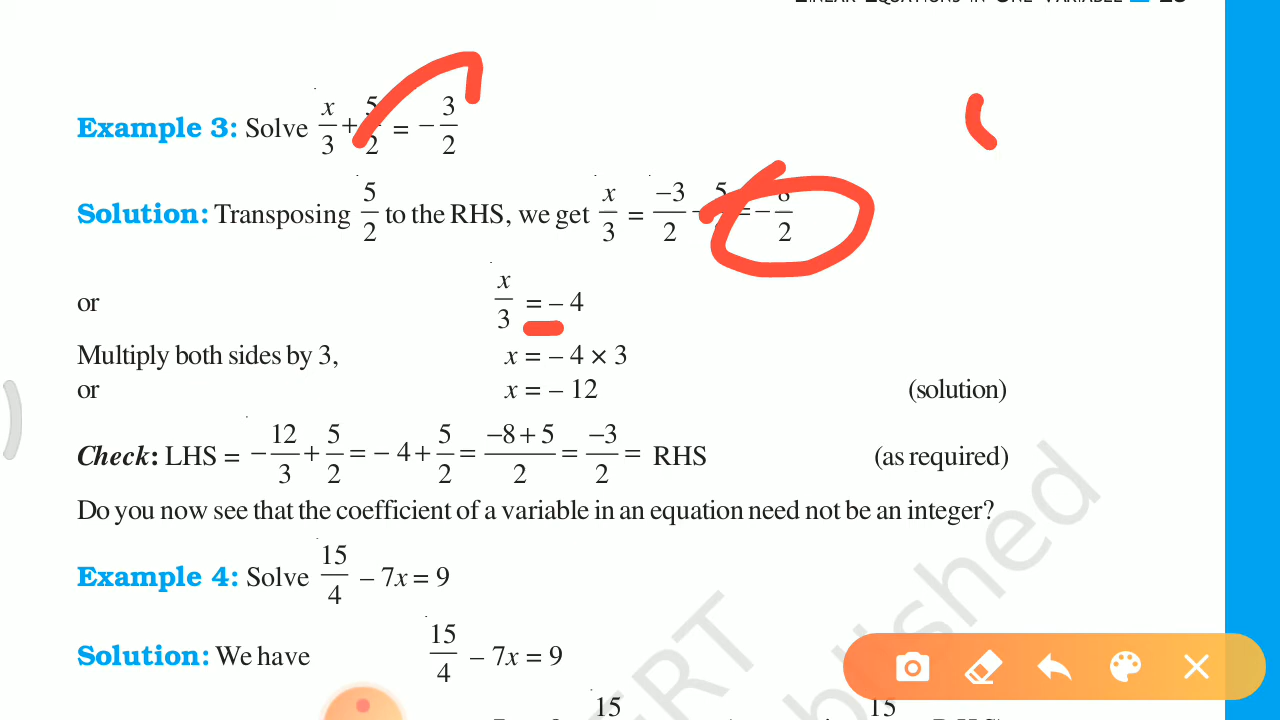 Example 3: Solve x/3 + 5/2 = − 3/2
Solution: Transposing 5/2 to the RHS, we get x/3 = −3/2 − 5 = − 8/2
or x/3 = – 4
Multiply both sides by 3, x = – 4 × 3
or x = – 12 (solution)
Check: LHS = − 12/3 + 5/2 = − 4 + 5/2 = −8 + 5/2 = −3/2 = RHS (as required)
Do you now see that the coefficient of a variable in an equation need not be an integer?
Example 4: Solve 15/4 – 7x = 9
Solution: We have 15/4 – 7x = 9
15 15